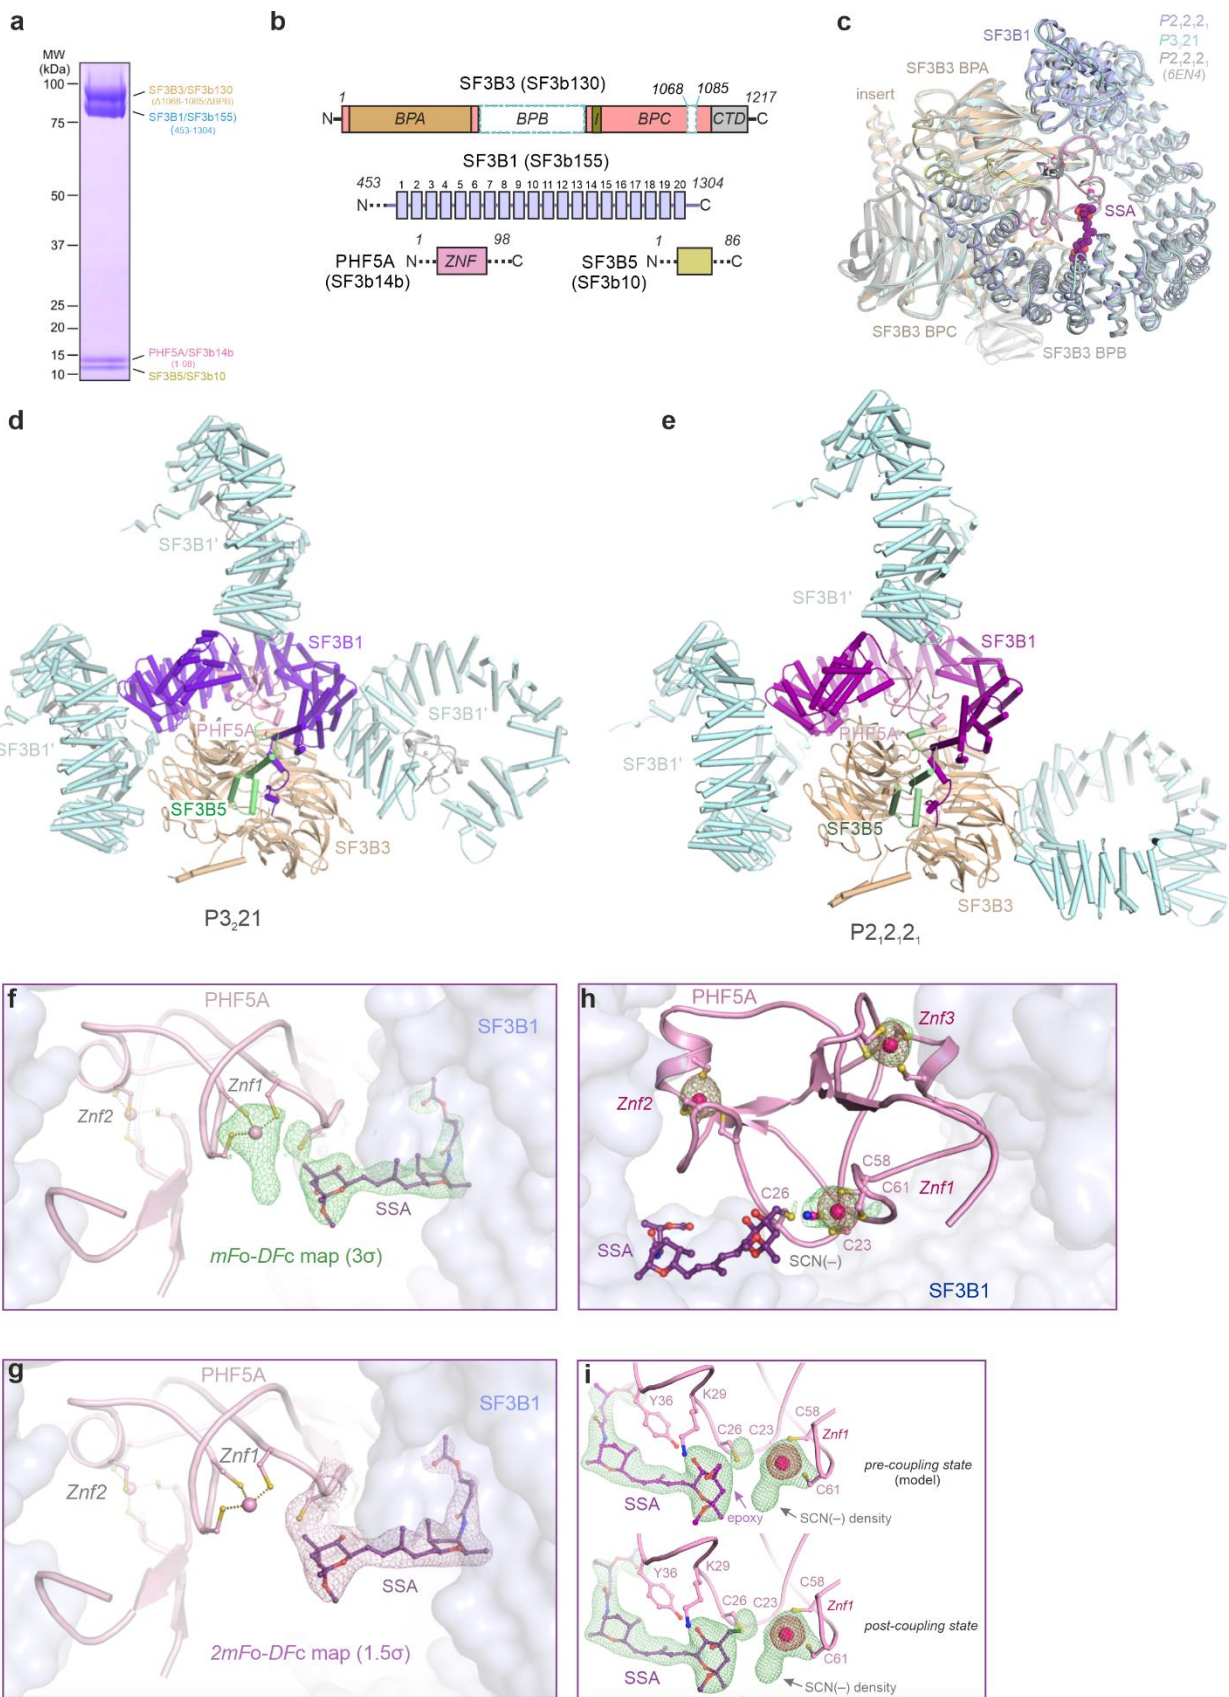 a
MW
(kDa)
100
75
50
37
25
20
15
10
SF3B3/SF3b130
(Δ1068-1085/ΔBPB)
SF3B1/SF3b155)
(453-1304)
PHF5A/SF3b14b
(1-98)
SF3B5/SF3b10
b
SF3B3 (SF3b130)
1 1068 1085 1217
N BPA BPB I BPC CTD C
SF3B1 (SF3b155)
453 1 2 3 4 5 6 7 8 9 10 11 12 13 14 15 16 17 18 19 20 1304
N C
1 98
N ZNF C
PHF5A
(SF3b14b)
1 86
N C
SF3B5
(SF3b10)
c
P2₁2₁2₁
P3₂21
P2₁2₁2₁
(6EN4)
SF3B1
SF3B3 BPA
insert
SSA
SF3B3 BPC
SF3B3 BPB
d
SF3B1'
SF3B1
SF3B1'
SF3B1'
PHF5A
SF3B5
SF3B3
P3₂21
e
SF3B1'
SF3B1
SF3B1'
PHF5A
SF3B5
SF3B3
P2₁2₁2₁
f
PHF5A
SF3B1
Znf1
Znf2
SSA
mFo-DFc map (3σ)
h
PHF5A
Znf3
Znf2
C58
C61
Znf1
C26
C23
SSA
SCN(–)
SF3B1
g
PHF5A
SF3B1
Znf1
Znf2
SSA
2mFo-DFc map (1.5σ)
i
Y36
K29
C26
C23
C58
Znf1
C61
pre-coupling state
(model)
SSA
epoxy
SCN(–) density
Y36
K29
C26
C23
C58
Znf1
C61
post-coupling state
SSA
SCN(–) density